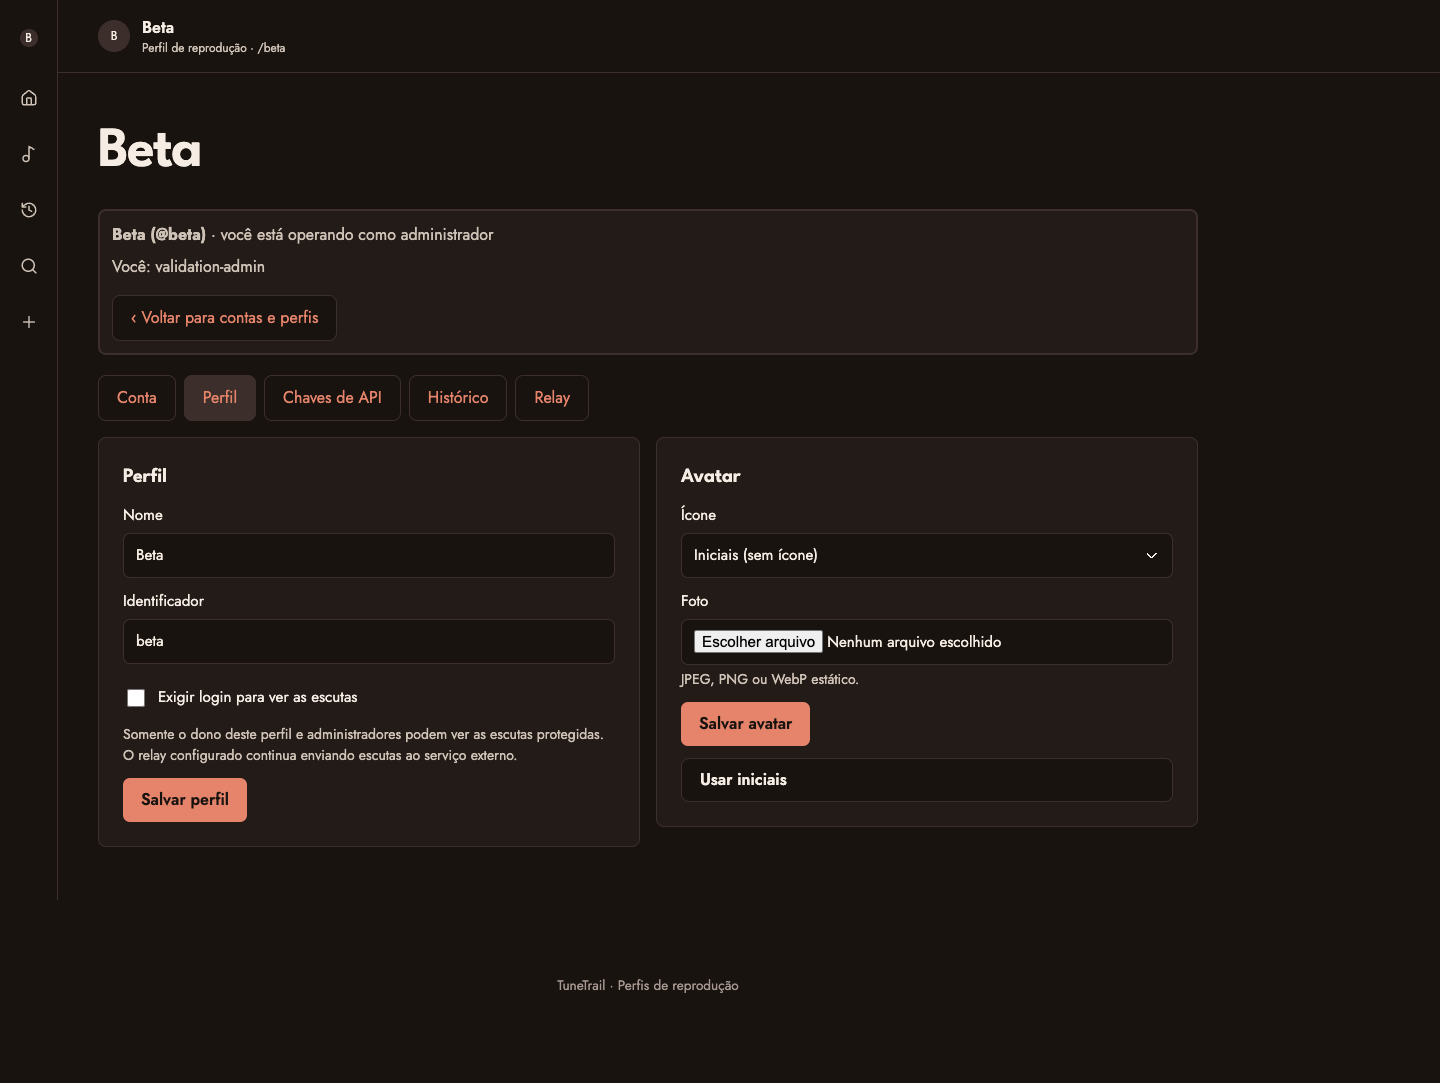 B
B
Beta
Perfil de reprodução · /beta
Beta
Beta (@beta) · você está operando como administrador
Você: validation-admin
‹ Voltar para contas e perfis
Conta
Perfil
Chaves de API
Histórico
Relay
Perfil
Nome
Beta
Identificador
beta
Exigir login para ver as escutas
Somente o dono deste perfil e administradores podem ver as escutas protegidas.
O relay configurado continua enviando escutas ao serviço externo.
Salvar perfil
Avatar
Ícone
Iniciais (sem ícone)
Foto
Escolher arquivo Nenhum arquivo escolhido
JPEG, PNG ou WebP estático.
Salvar avatar
Usar iniciais
TuneTrail · Perfis de reprodução